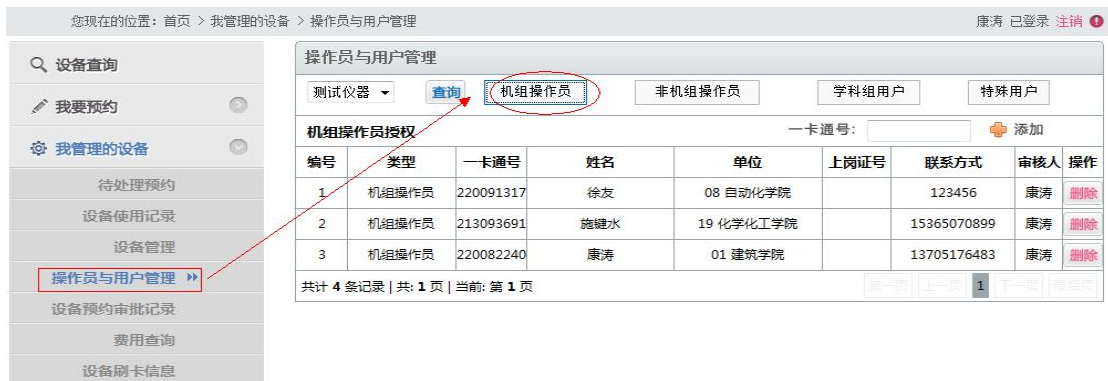 您现在的位置：首页 > 我管理的设备 > 操作员与用户管理
康涛 已登录 注销
设备查询
我要预约
我管理的设备
待处理预约
设备使用记录
设备管理
操作员与用户管理
设备预约审批记录
费用查询
设备刷卡信息
操作员与用户管理
测试仪器 查询 机组操作员 非机组操作员 学科组用户 特殊用户
机组操作员授权 一卡通号： 添加
编号 类型 一卡通号 姓名 单位 上岗证号 联系方式 审核人 操作
1 机组操作员 220091317 徐友 08 自动化学院 123456 康涛 删除
2 机组操作员 213093691 施键水 19 化学化工学院 15365070899 康涛 删除
3 机组操作员 220082240 康涛 01 建筑学院 13705176483 康涛 删除
共计 4 条记录 | 共: 1 页 | 当前: 第 1 页
第一页 上一页 1 下一页 最后页